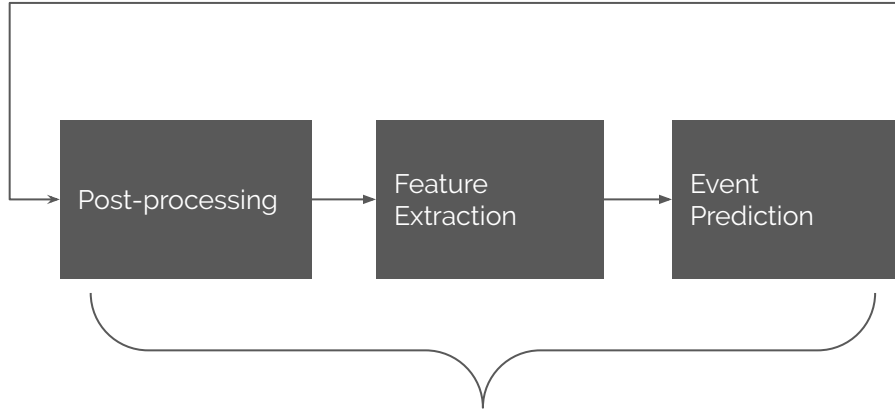 Post-processing
Feature
Extraction
Event
Prediction